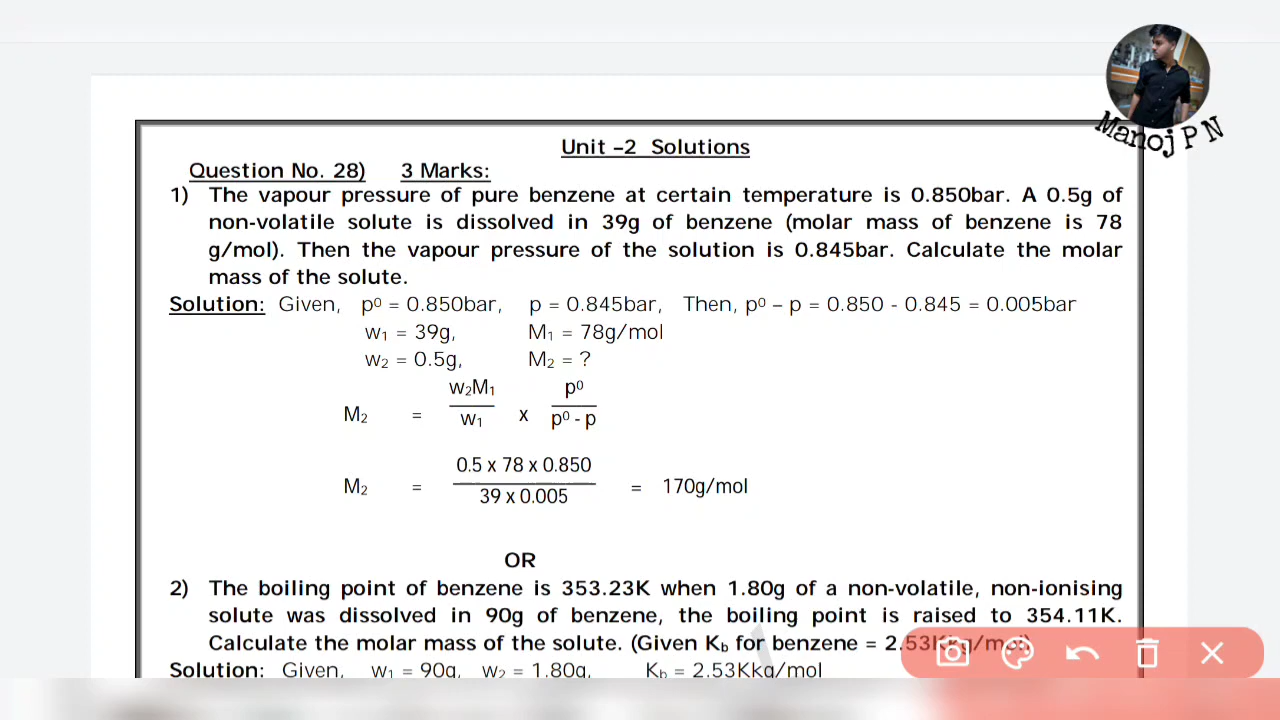 Manoj P N
Unit –2 Solutions
Question No. 28) 3 Marks:
1) The vapour pressure of pure benzene at certain temperature is 0.850bar. A 0.5g of
non-volatile solute is dissolved in 39g of benzene (molar mass of benzene is 78
g/mol). Then the vapour pressure of the solution is 0.845bar. Calculate the molar
mass of the solute.
Solution: Given, p⁰ = 0.850bar, p = 0.845bar, Then, p⁰ – p = 0.850 - 0.845 = 0.005bar
w₁ = 39g, M₁ = 78g/mol
w₂ = 0.5g, M₂ = ?
w₂M₁ p⁰
M₂ = x
w₁ p⁰ - p
0.5 x 78 x 0.850
M₂ = = 170g/mol
39 x 0.005
OR
2) The boiling point of benzene is 353.23K when 1.80g of a non-volatile, non-ionising
solute was dissolved in 90g of benzene, the boiling point is raised to 354.11K.
Calculate the molar mass of the solute. (Given K_b for benzene = 2.53Kkg/mol)
Solution: Given, w₁ = 90g, w₂ = 1.80g, K_b = 2.53KKg/mol